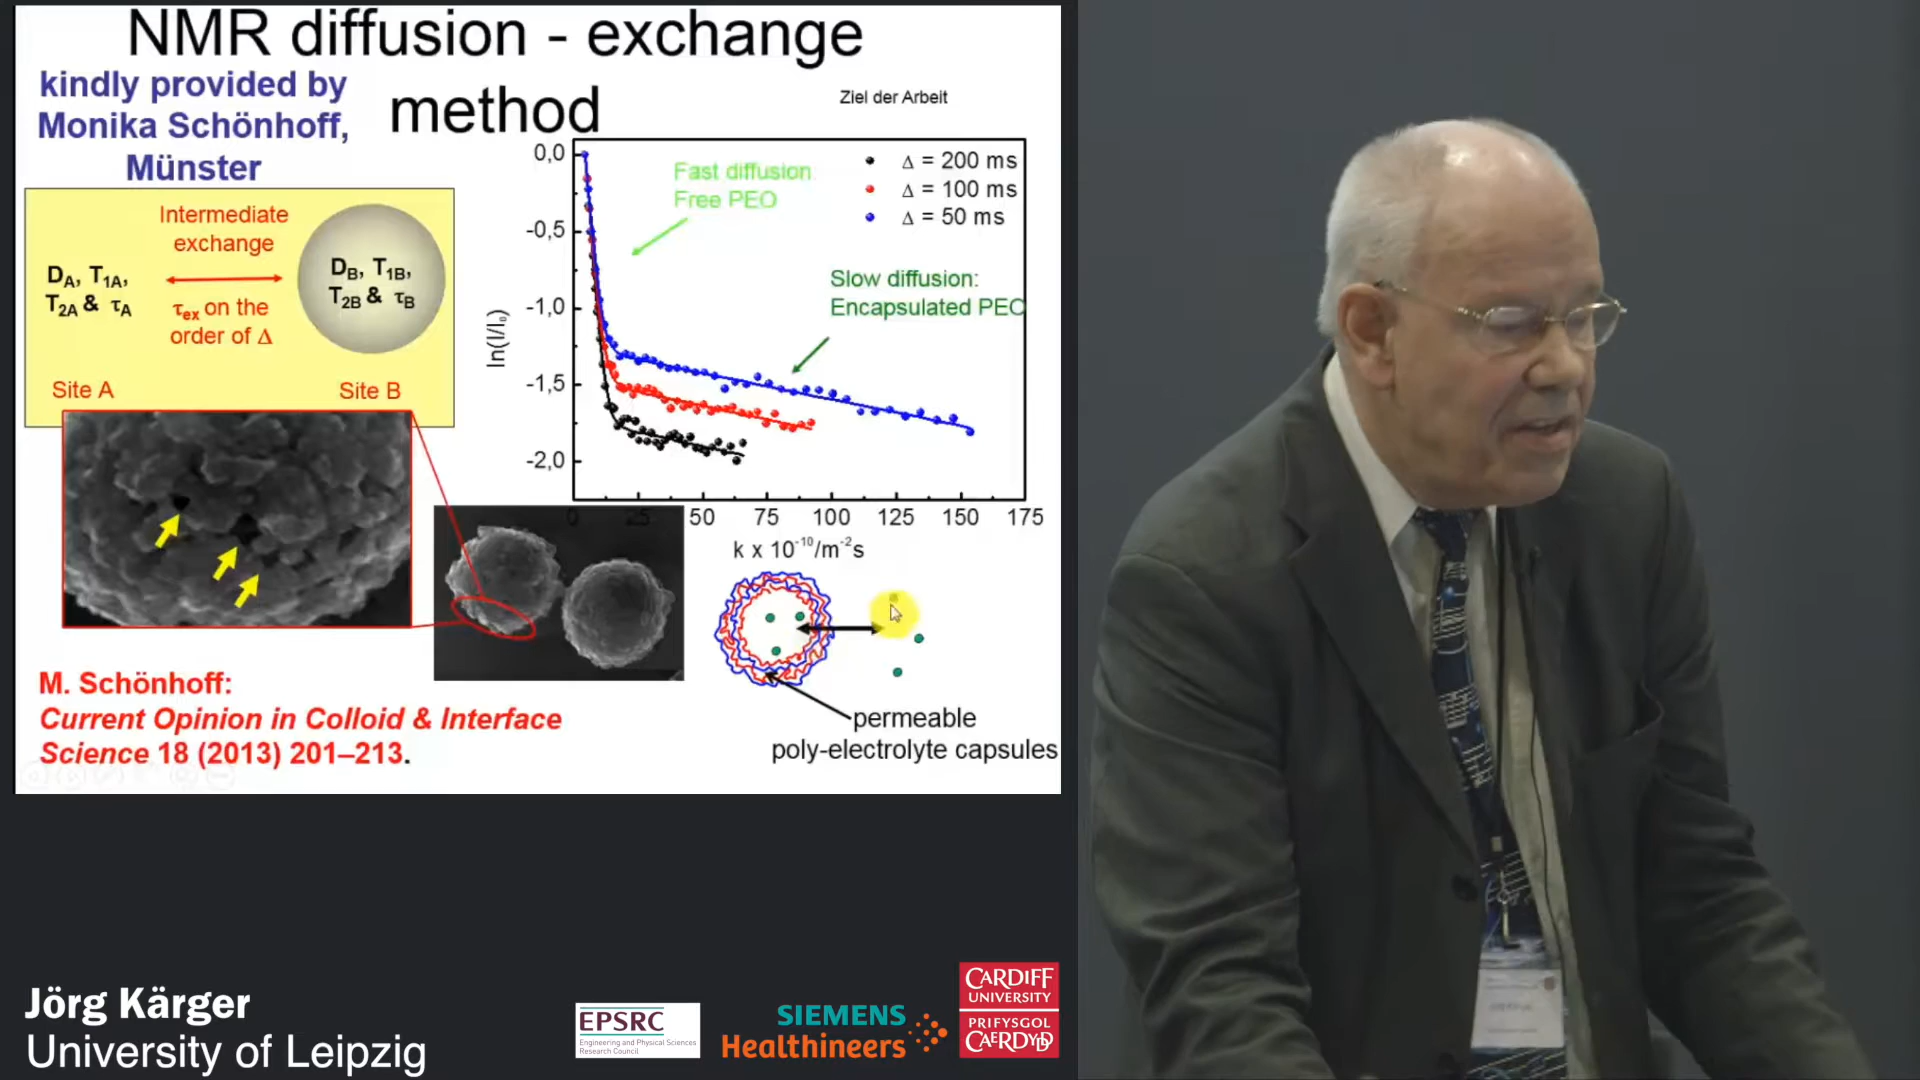 NMR diffusion - exchange
method
kindly provided by
Monika Schönhoff,
Münster
Ziel der Arbeit
Intermediate
exchange
D_A, T_1A,
T_2A & τ_A
τ_ex on the
order of Δ
D_B, T_1B,
T_2B & τ_B
Site A
Site B
0,0
-0,5
-1,0
-1,5
-2,0
ln(I/I₀)
Fast diffusion
Free PEO
Δ = 200 ms
Δ = 100 ms
Δ = 50 ms
Slow diffusion:
Encapsulated PEO
0 25 50 75 100 125 150 175
k x 10⁻¹⁰/m⁻²s
permeable
poly-electrolyte capsules
M. Schönhoff:
Current Opinion in Colloid & Interface
Science 18 (2013) 201–213.
Jörg Kärger
University of Leipzig
EPSRC
Engineering and Physical Sciences
Research Council
SIEMENS
Healthineers
CARDIFF
UNIVERSITY
PRIFYSGOL
CAERDYDD